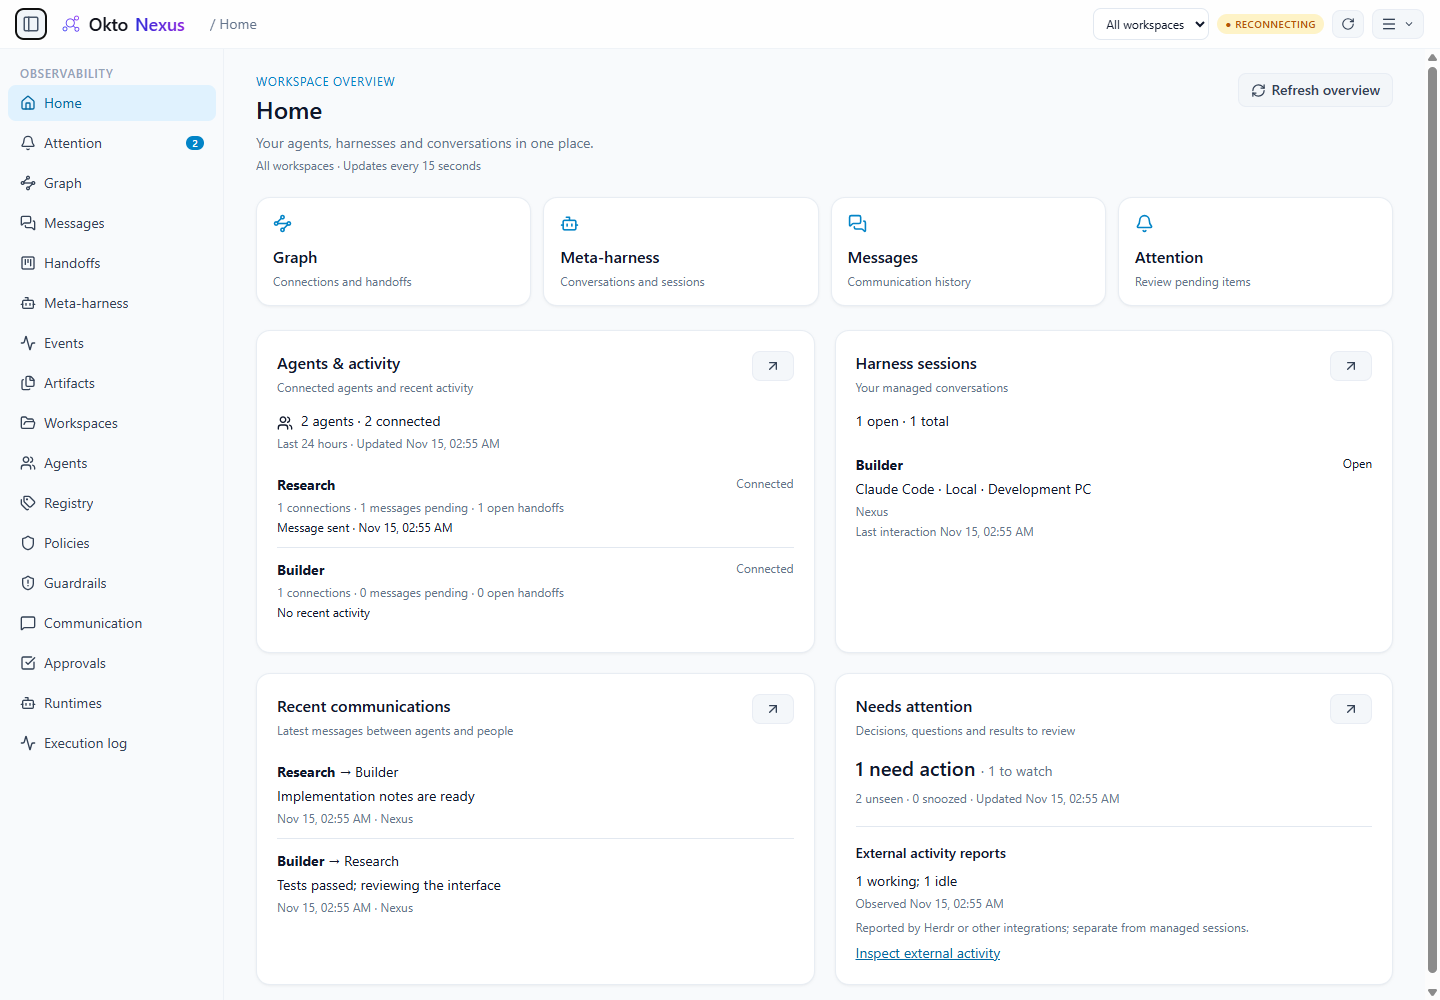 Okto Nexus
/ Home
All workspaces
RECONNECTING
OBSERVABILITY
Home
Attention 2
Graph
Messages
Handoffs
Meta-harness
Events
Artifacts
Workspaces
Agents
Registry
Policies
Guardrails
Communication
Approvals
Runtimes
Execution log
WORKSPACE OVERVIEW
Home
Your agents, harnesses and conversations in one place.
All workspaces · Updates every 15 seconds
Refresh overview
Graph
Connections and handoffs
Meta-harness
Conversations and sessions
Messages
Communication history
Attention
Review pending items
Agents & activity
Connected agents and recent activity
2 agents · 2 connected
Last 24 hours · Updated Nov 15, 02:55 AM
Research Connected
1 connections · 1 messages pending · 1 open handoffs
Message sent · Nov 15, 02:55 AM
Builder Connected
1 connections · 0 messages pending · 0 open handoffs
No recent activity
Harness sessions
Your managed conversations
1 open · 1 total
Builder Open
Claude Code · Local · Development PC
Nexus
Last interaction Nov 15, 02:55 AM
Recent communications
Latest messages between agents and people
Research → Builder
Implementation notes are ready
Nov 15, 02:55 AM · Nexus
Builder → Research
Tests passed; reviewing the interface
Nov 15, 02:55 AM · Nexus
Needs attention
Decisions, questions and results to review
1 need action · 1 to watch
2 unseen · 0 snoozed · Updated Nov 15, 02:55 AM
External activity reports
1 working; 1 idle
Observed Nov 15, 02:55 AM
Reported by Herdr or other integrations; separate from managed sessions.
Inspect external activity